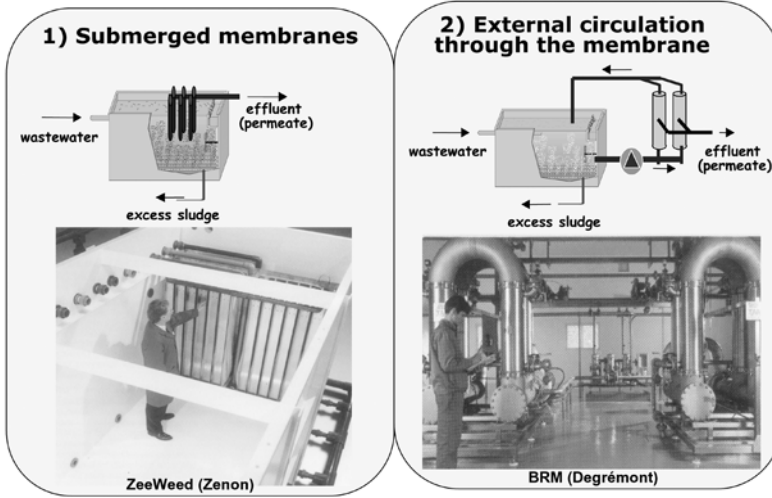 1) Submerged membranes
wastewater
effluent
(permeate)
excess sludge
ZeeWeed (Zenon)
2) External circulation
through the membrane
wastewater
effluent
(permeate)
excess sludge
BRM (Degrémont)